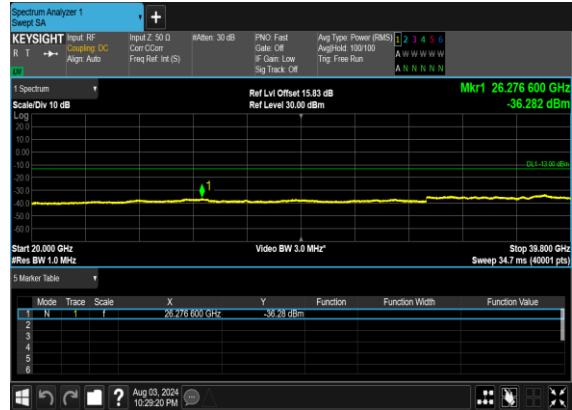 Spectrum Analyzer 1
Swept SA
+
KEYSIGHT Input: RF Input Z: 50 Ω #Atten: 30 dB PNO: Fast Avg Type: Power (RMS) 1 2 3 4 5 6
R T Coupling: DC Corr CCorr Gate: Off Avg|Hold: 100/100 A W W W W W
Align: Auto Freq Ref: Int (S) IF Gain: Low Trig: Free Run
Sig Track: Off A N N N N N
1 Spectrum Ref Lvl Offset 15.83 dB Mkr1 26.276 600 GHz
Scale/Div 10 dB Ref Level 30.00 dBm -36.282 dBm
Log
20.0
10.0
0.00
-10.0
DL1 -13.00 dBm
-20.0
1
-30.0
-40.0
-50.0
-60.0
Start 20.000 GHz Video BW 3.0 MHz* Stop 39.800 GHz
#Res BW 1.0 MHz Sweep 34.7 ms (40001 pts)
5 Marker Table
Mode Trace Scale X Y Function Function Width Function Value
1 N 1 f 26.276 600 GHz -36.28 dBm
2
3
4
5
6
? Aug 03, 2024
10:29:20 PM